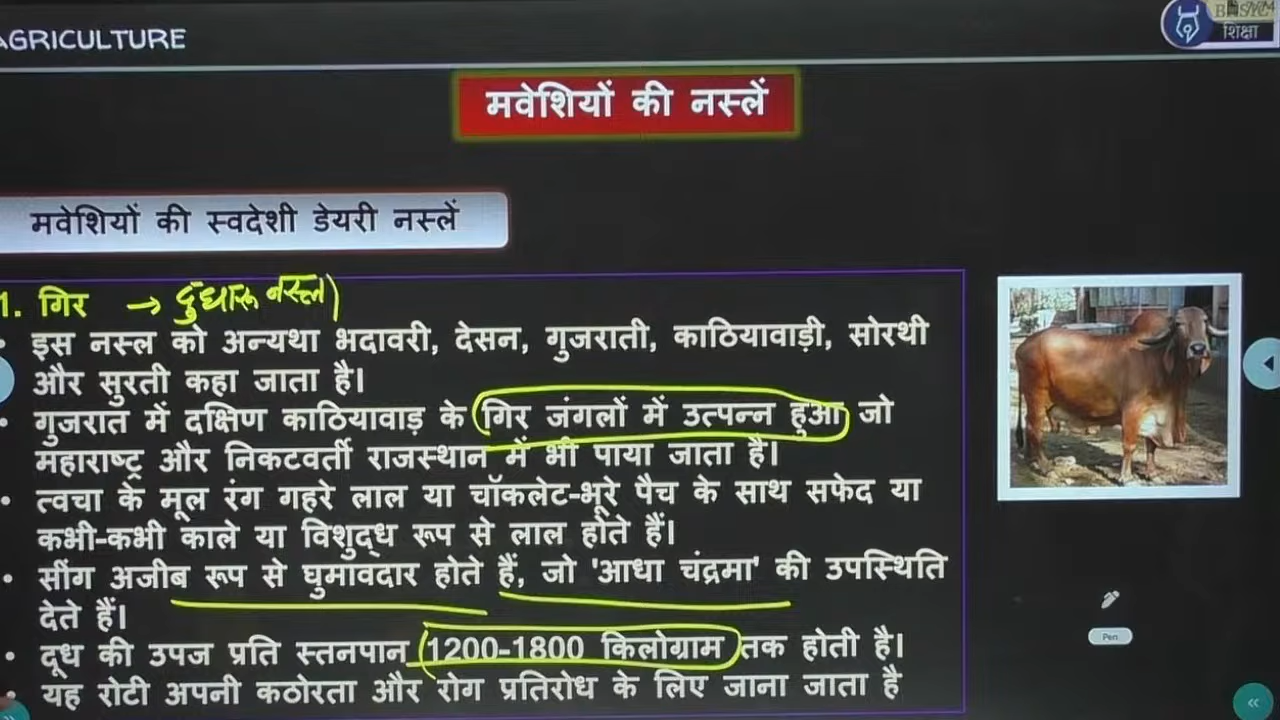 AGRICULTURE
शिक्षा
मवेशियों की नस्लें
मवेशियों की स्वदेशी डेयरी नस्लें
1. गिर → दुधारू नस्ल)
• इस नस्ल को अन्यथा भदावरी, देसन, गुजराती, काठियावाड़ी, सोरथी
और सुरती कहा जाता है।
• गुजरात में दक्षिण काठियावाड़ के गिर जंगलों में उत्पन्न हुआ जो
महाराष्ट्र और निकटवर्ती राजस्थान में भी पाया जाता है।
• त्वचा के मूल रंग गहरे लाल या चॉकलेट-भूरे पैच के साथ सफेद या
कभी-कभी काले या विशुद्ध रूप से लाल होते हैं।
• सींग अजीब रूप से घुमावदार होते हैं, जो 'आधा चंद्रमा' की उपस्थिति
देते हैं।
• दूध की उपज प्रति स्तनपान 1200-1800 किलोग्राम तक होती है।
• यह रोटी अपनी कठोरता और रोग प्रतिरोध के लिए जाना जाता है
Pen